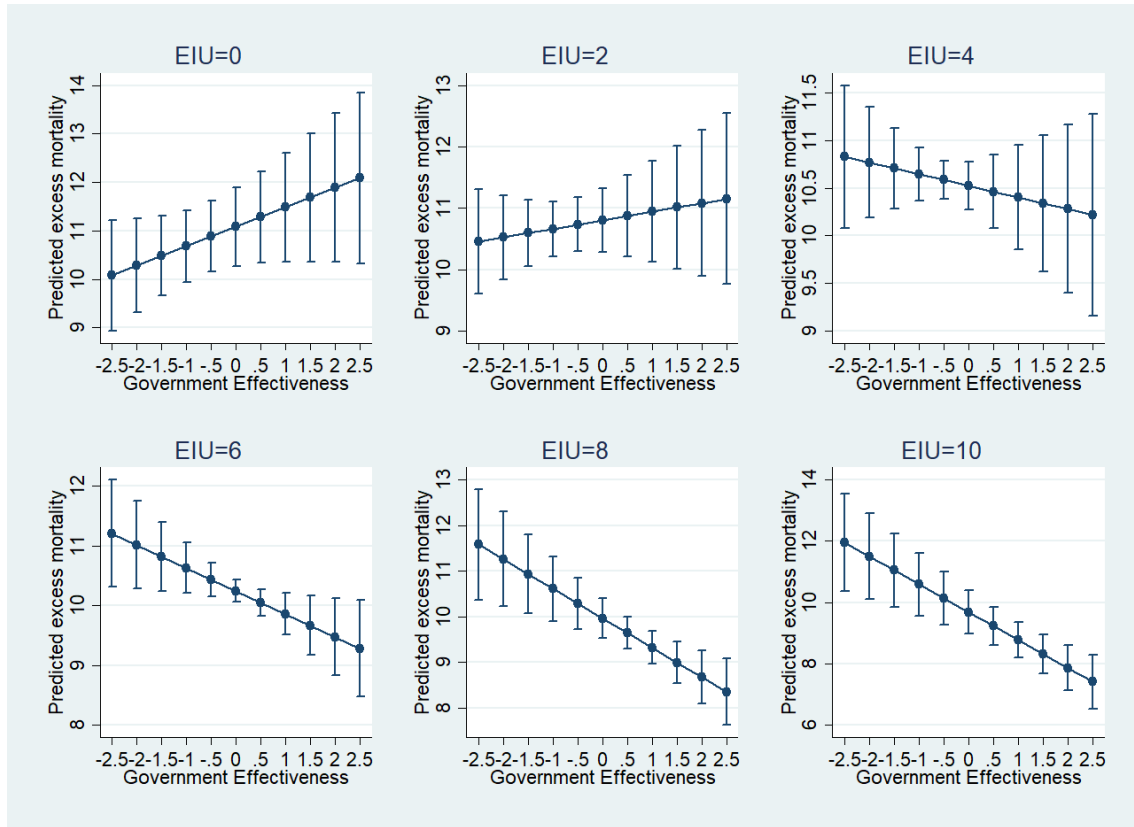 EIU=0
Predicted excess mortality
14
13
12
11
10
9
-2.5 -2 -1.5 -1 -.5 0 .5 1 1.5 2 2.5
Government Effectiveness
EIU=2
Predicted excess mortality
13
12
11
10
9
-2.5 -2 -1.5 -1 -.5 0 .5 1 1.5 2 2.5
Government Effectiveness
EIU=4
Predicted excess mortality
11.5
11
10.5
10
9.5
9
-2.5 -2 -1.5 -1 -.5 0 .5 1 1.5 2 2.5
Government Effectiveness
EIU=6
Predicted excess mortality
12
11
10
9
8
-2.5 -2 -1.5 -1 -.5 0 .5 1 1.5 2 2.5
Government Effectiveness
EIU=8
Predicted excess mortality
13
12
11
10
9
8
-2.5 -2 -1.5 -1 -.5 0 .5 1 1.5 2 2.5
Government Effectiveness
EIU=10
Predicted excess mortality
14
12
10
8
6
-2.5 -2 -1.5 -1 -.5 0 .5 1 1.5 2 2.5
Government Effectiveness